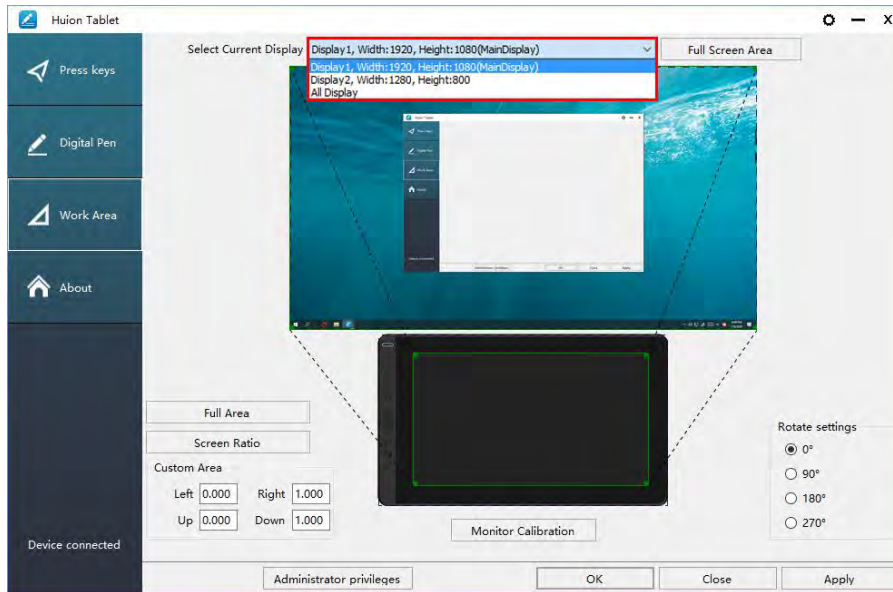 Huion Tablet
X
Press keys
Digital Pen
Work Area
About
Device connected
Select Current Display
Display1, Width:1920, Height:1080(MainDisplay)
Full Screen Area
Display1, Width:1920, Height:1080(MainDisplay)
Display2, Width:1280, Height:800
All Display
Full Area
Screen Ratio
Custom Area
Left 0.000 Right 1.000
Up 0.000 Down 1.000
Monitor Calibration
Rotate settings
0°
90°
180°
270°
Administrator privileges
OK
Close
Apply